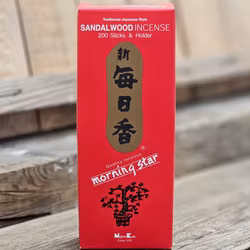 Traditional Japanese Style
SANDALWOOD INCENSE
200 Sticks & Holder
新
毎
日
香
Quality Incense
morning star